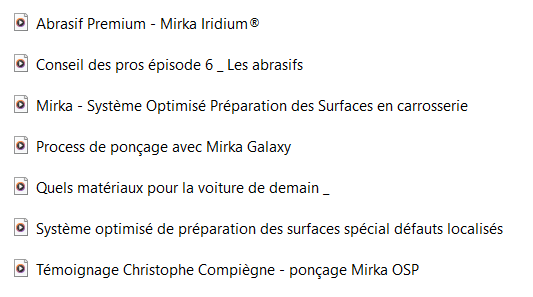 Abrasif Premium - Mirka Iridium®
Conseil des pros épisode 6 _ Les abrasifs
Mirka - Système Optimisé Préparation des Surfaces en carrosserie
Process de ponçage avec Mirka Galaxy
Quels matériaux pour la voiture de demain _
Système optimisé de préparation des surfaces spécial défauts localisés
Témoignage Christophe Compiègne - ponçage Mirka OSP